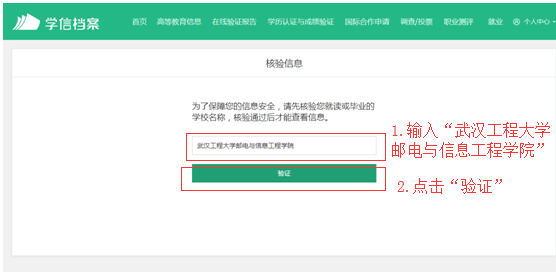 学信档案 首页 高等教育信息 在线验证报告 学历认证与成绩验证 国际合作申请 调查/投票 职业测评 就业 个人中心
核验信息
为了保障您的信息安全，请先核验您就读或毕业的
学校名称，核验通过后才能查看信息。
武汉工程大学邮电与信息工程学院
验证
1.输入“武汉工程大学
邮电与信息工程学院”
2.点击“验证”